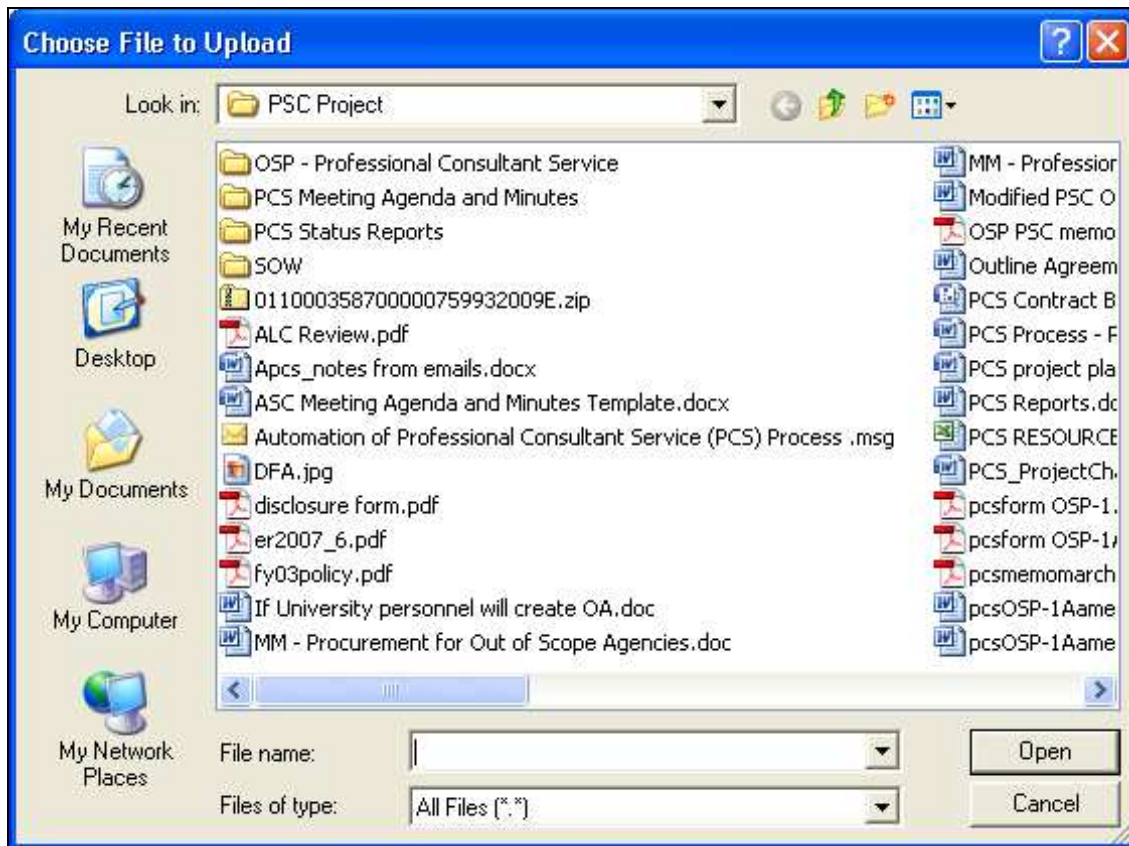 Choose File to Upload
Look in: PSC Project
My Recent
Documents
Desktop
My Documents
My Computer
My Network
Places
OSP - Professional Consultant Service
PCS Meeting Agenda and Minutes
PCS Status Reports
SOW
011000358700000759932009E.zip
ALC Review.pdf
Apcs_notes from emails.docx
ASC Meeting Agenda and Minutes Template.docx
Automation of Professional Consultant Service (PCS) Process .msg
DFA.jpg
disclosure form.pdf
er2007_6.pdf
fy03policy.pdf
If University personnel will create OA.doc
MM - Procurement for Out of Scope Agencies.doc
MM - Profession
Modified PSC O
OSP PSC memo
Outline Agreem
PCS Contract B
PCS Process - F
PCS project pla
PCS Reports.do
PCS RESOURCE
PCS_ProjectCh
pcsform OSP-1.
pcsform OSP-1
pcsmemomarch
pcsOSP-1Aame
pcsOSP-1Aame
File name:
Open
Files of type: All Files (*.*)
Cancel